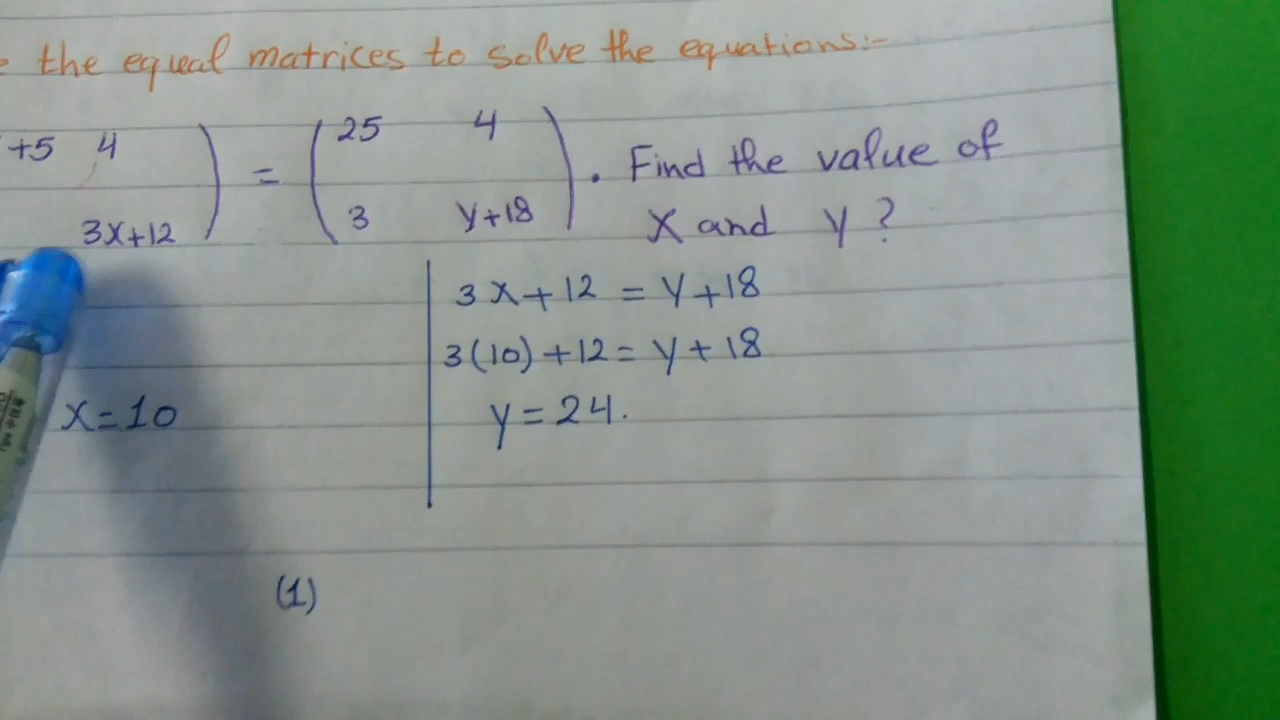 the equal matrices to solve the equations:-
+5 4 = 25 4 . Find the value of
3x+12 3 y+18 x and y?
3x+12 = y+18
3(10)+12= y+18
x=10 y=24.
(1)